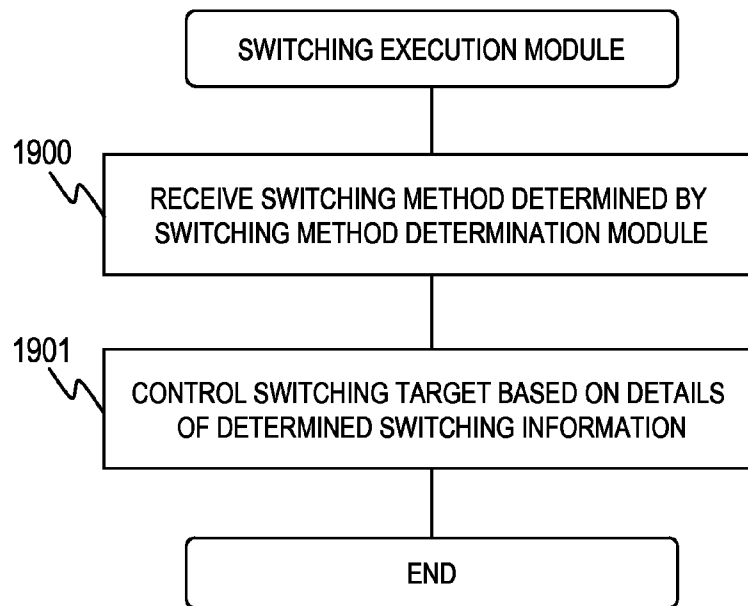 SWITCHING EXECUTION MODULE
1900
RECEIVE SWITCHING METHOD DETERMINED BY
SWITCHING METHOD DETERMINATION MODULE
1901
CONTROL SWITCHING TARGET BASED ON DETAILS
OF DETERMINED SWITCHING INFORMATION
END